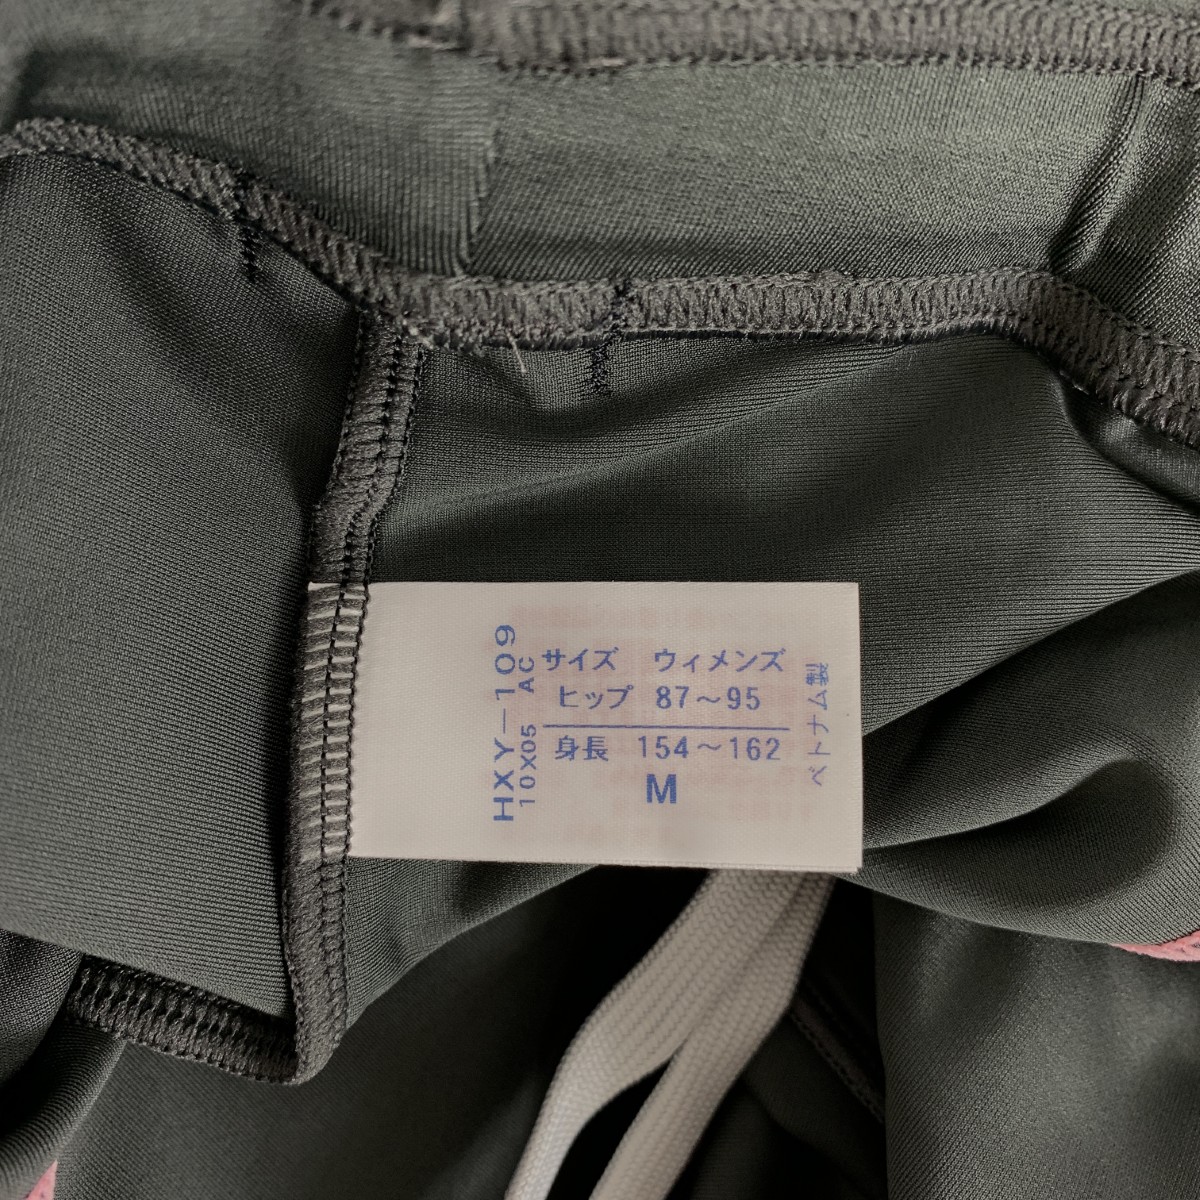 サイズ ウィメンズ
ヒップ 87～95
身長 154～162
M
HXY-109
10X05 AC
ベトナム製